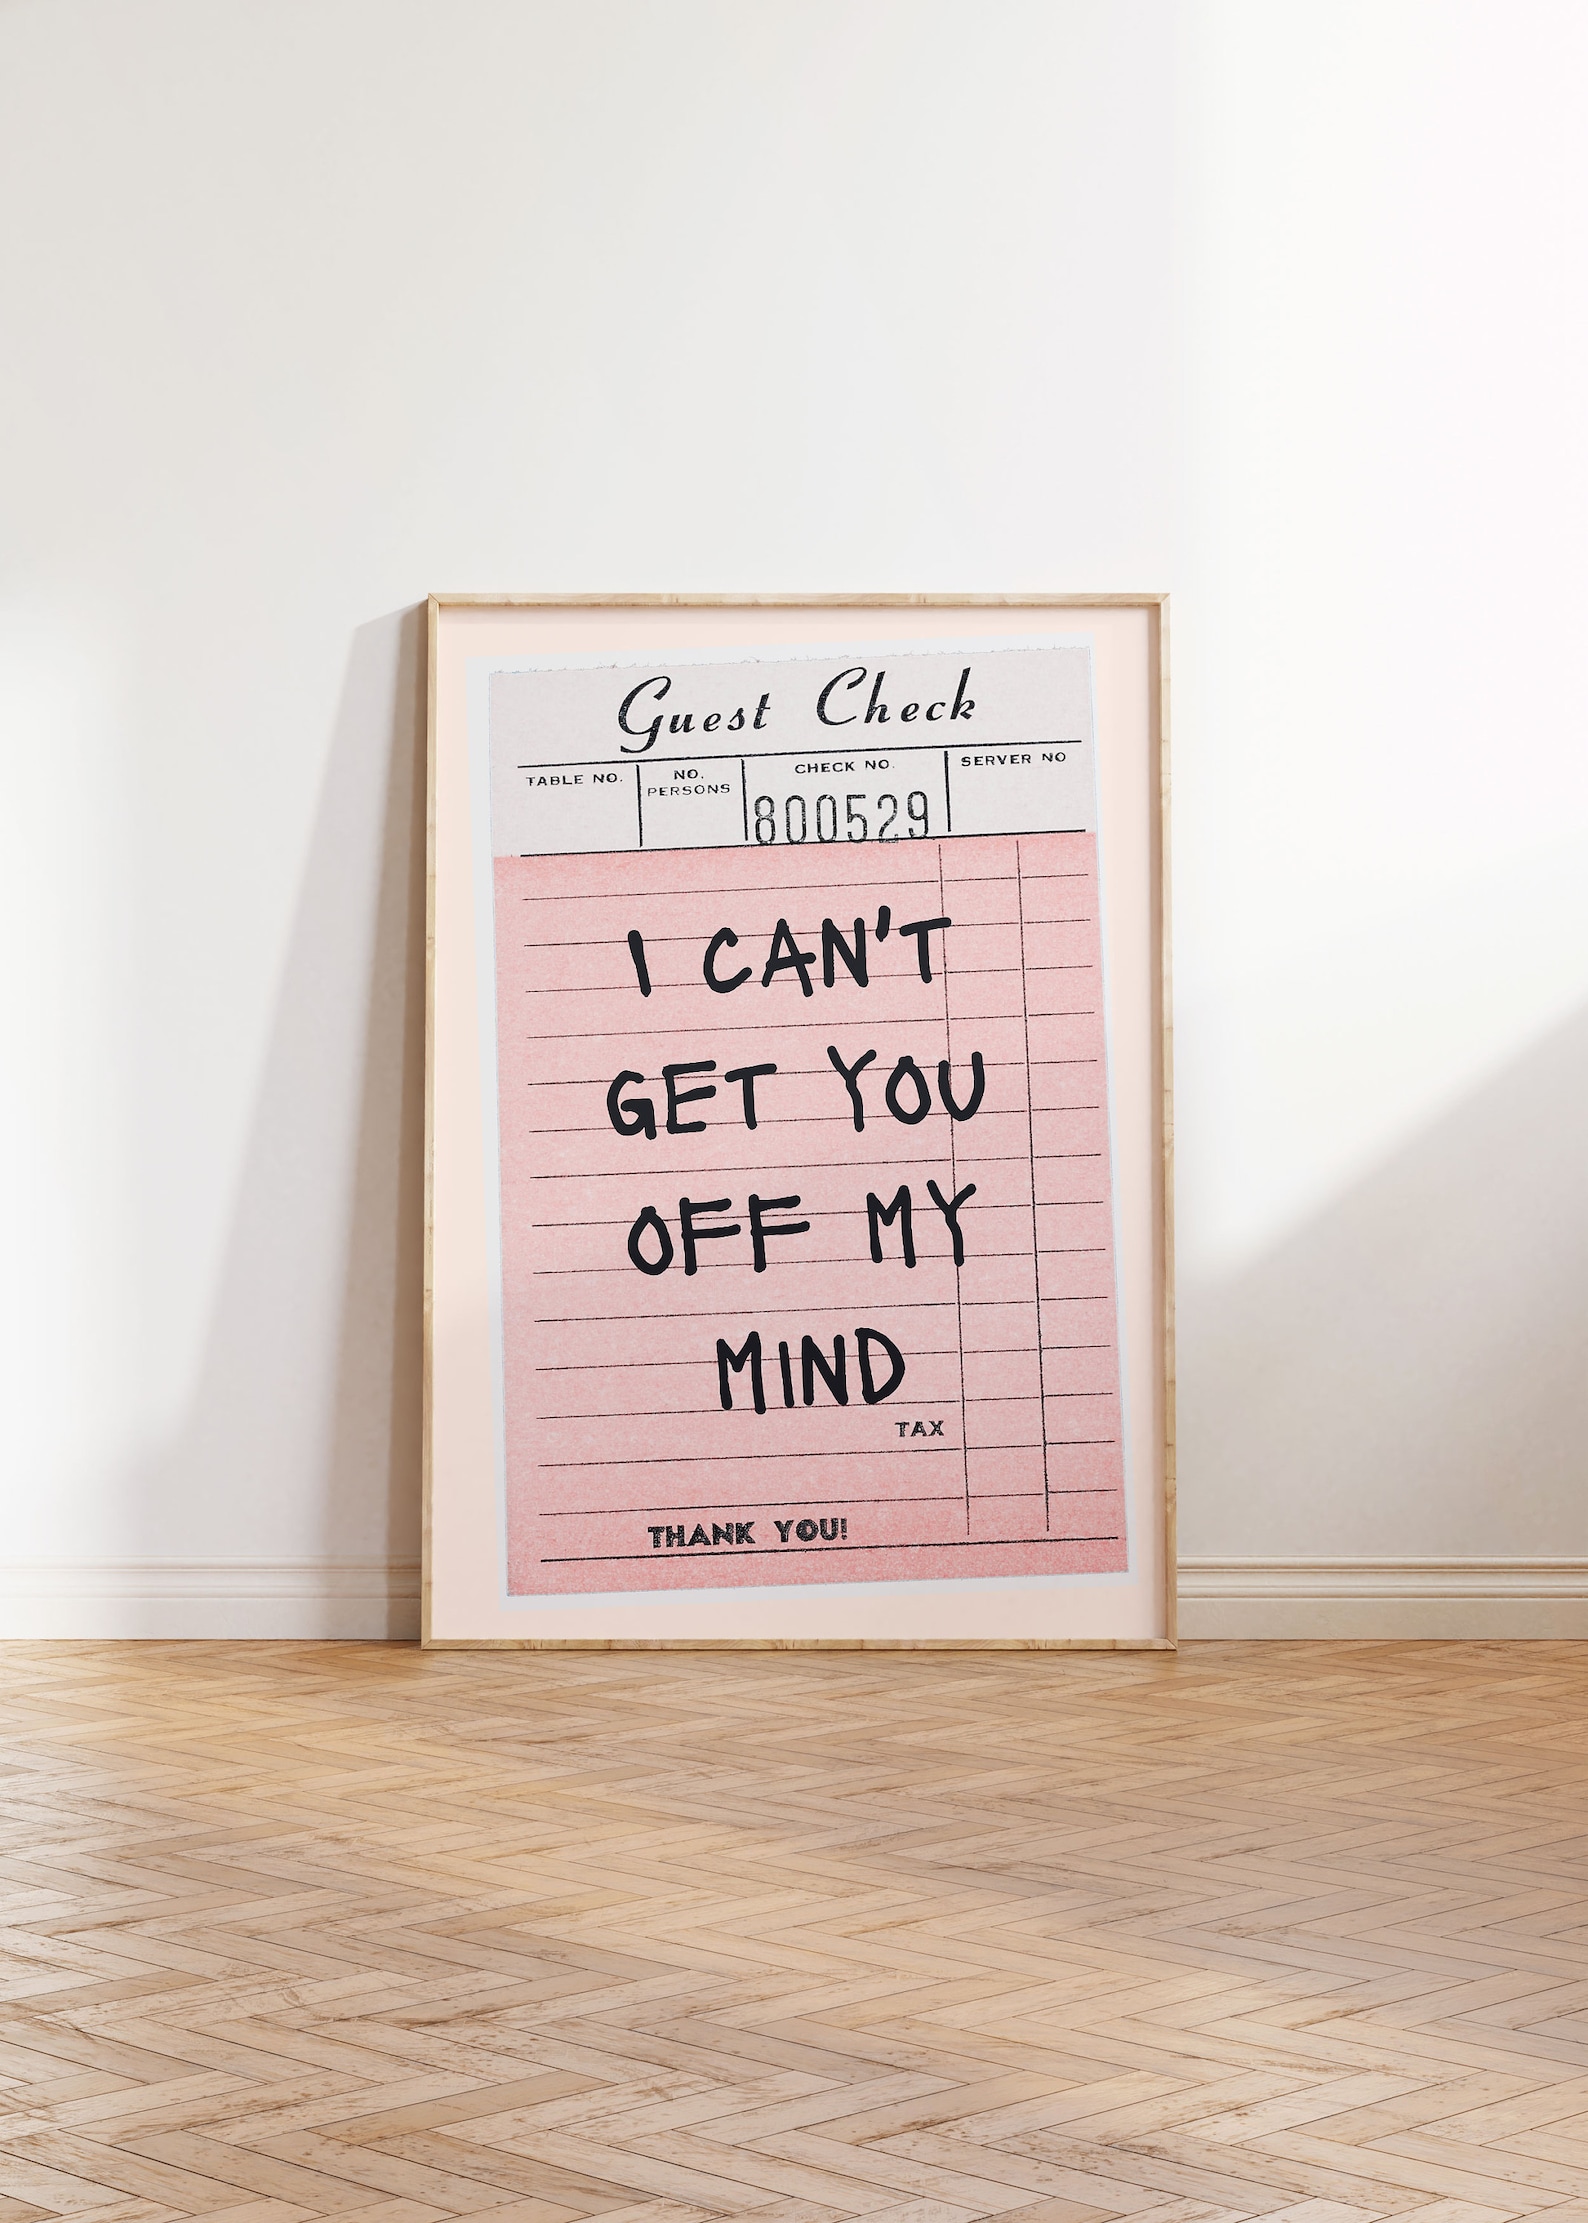 Guest Check
TABLE NO. NO. PERSONS CHECK NO. SERVER NO
800529
I CAN'T
GET YOU
OFF MY
MIND
TAX
THANK YOU!